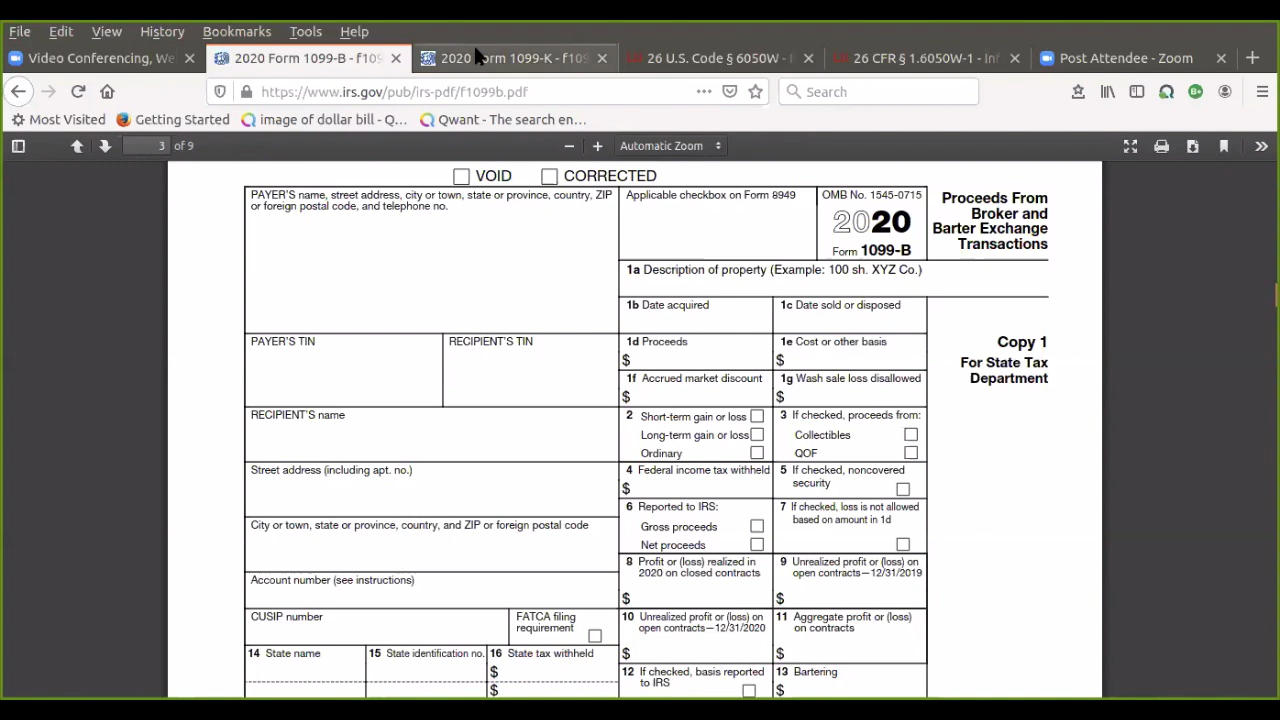 File Edit View History Bookmarks Tools Help
Video Conferencing, We
2020 Form 1099-B - f109
2020 Form 1099-K - f109
26 U.S. Code § 6050W -
26 CFR § 1.6050W-1 - Inf
Post Attendee - Zoom
https://www.irs.gov/pub/irs-pdf/f1099b.pdf
Search
Most Visited Getting Started image of dollar bill - Q... Qwant - The search en...
3 of 9
Automatic Zoom
VOID CORRECTED
PAYER'S name, street address, city or town, state or province, country, ZIP
or foreign postal code, and telephone no.
Applicable checkbox on Form 8949
OMB No. 1545-0715
2020
Form 1099-B
Proceeds From
Broker and
Barter Exchange
Transactions
1a Description of property (Example: 100 sh. XYZ Co.)
1b Date acquired
1c Date sold or disposed
PAYER'S TIN
RECIPIENT'S TIN
1d Proceeds
$
1e Cost or other basis
$
Copy 1
For State Tax
Department
1f Accrued market discount
$
1g Wash sale loss disallowed
$
RECIPIENT'S name
2 Short-term gain or loss
Long-term gain or loss
Ordinary
3 If checked, proceeds from:
Collectibles
QOF
Street address (including apt. no.)
4 Federal income tax withheld
$
5 If checked, noncovered
security
City or town, state or province, country, and ZIP or foreign postal code
6 Reported to IRS:
Gross proceeds
Net proceeds
7 If checked, loss is not allowed
based on amount in 1d
8 Profit or (loss) realized in
2020 on closed contracts
$
9 Unrealized profit or (loss) on
open contracts—12/31/2019
$
Account number (see instructions)
CUSIP number
FATCA filing
requirement
10 Unrealized profit or (loss) on
open contracts—12/31/2020
$
11 Aggregate profit or (loss)
on contracts
$
14 State name
15 State identification no.
16 State tax withheld
$
$
12 If checked, basis reported
to IRS
13 Bartering
$